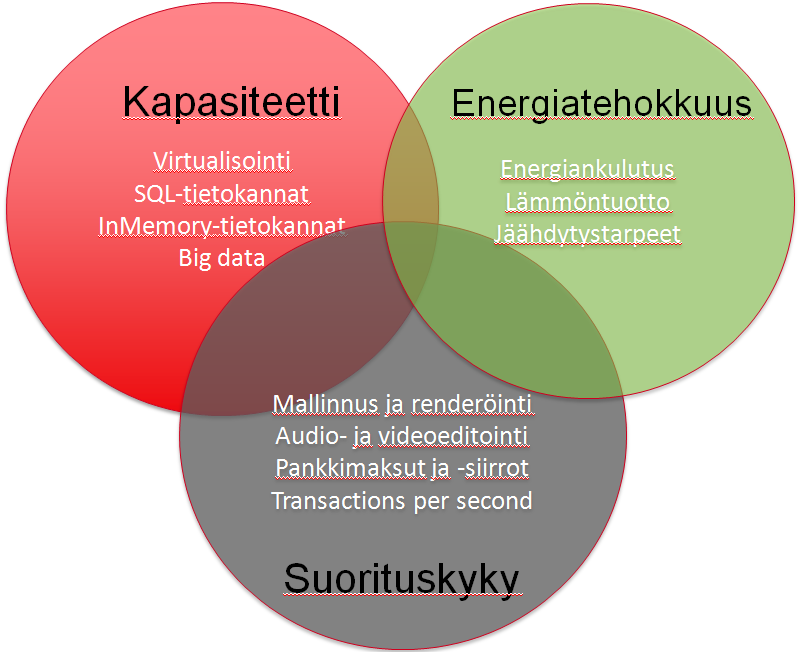 Kapasiteetti
Virtualisointi
SQL-tietokannat
InMemory-tietokannat
Big data
Energiatehokkuus
Energiankulutus
Lämmöntuotto
Jäähdytystarpeet
Mallinnus ja renderöinti
Audio- ja videoeditointi
Pankkimaksut ja -siirrot
Transactions per second
Suorituskyky